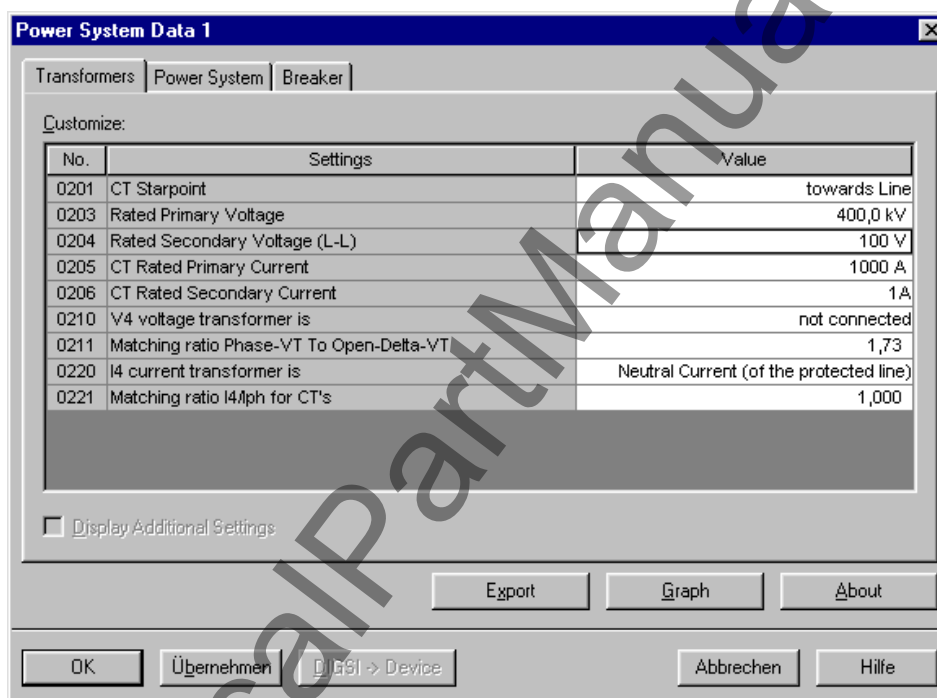 Power System Data 1
Transformers Power System Breaker
Customize:
No. Settings Value
0201 CT Starpoint towards Line
0203 Rated Primary Voltage 400,0 kV
0204 Rated Secondary Voltage (L-L) 100 V
0205 CT Rated Primary Current 1000 A
0206 CT Rated Secondary Current 1A
0210 V4 voltage transformer is not connected
0211 Matching ratio Phase-VT To Open-Delta-VT 1,73
0220 I4 current transformer is Neutral Current (of the protected line)
0221 Matching ratio I4/Iph for CT's 1,000
Display Additional Settings
Export Graph About
OK Übernehmen DIGSI -> Device Abbrechen Hilfe
calPartManua